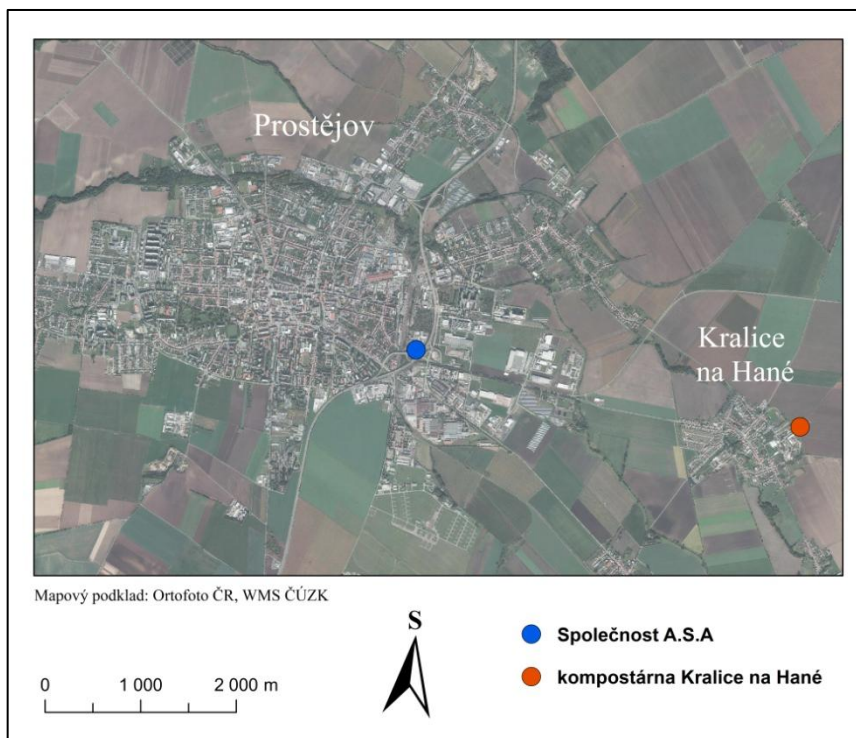 Prostějov
Kralice
na Hané
Mapový podklad: Ortofoto ČR, WMS ČÚZK
S
Společnost A.S.A
kompostárna Kralice na Hané
0 1 000 2 000 m